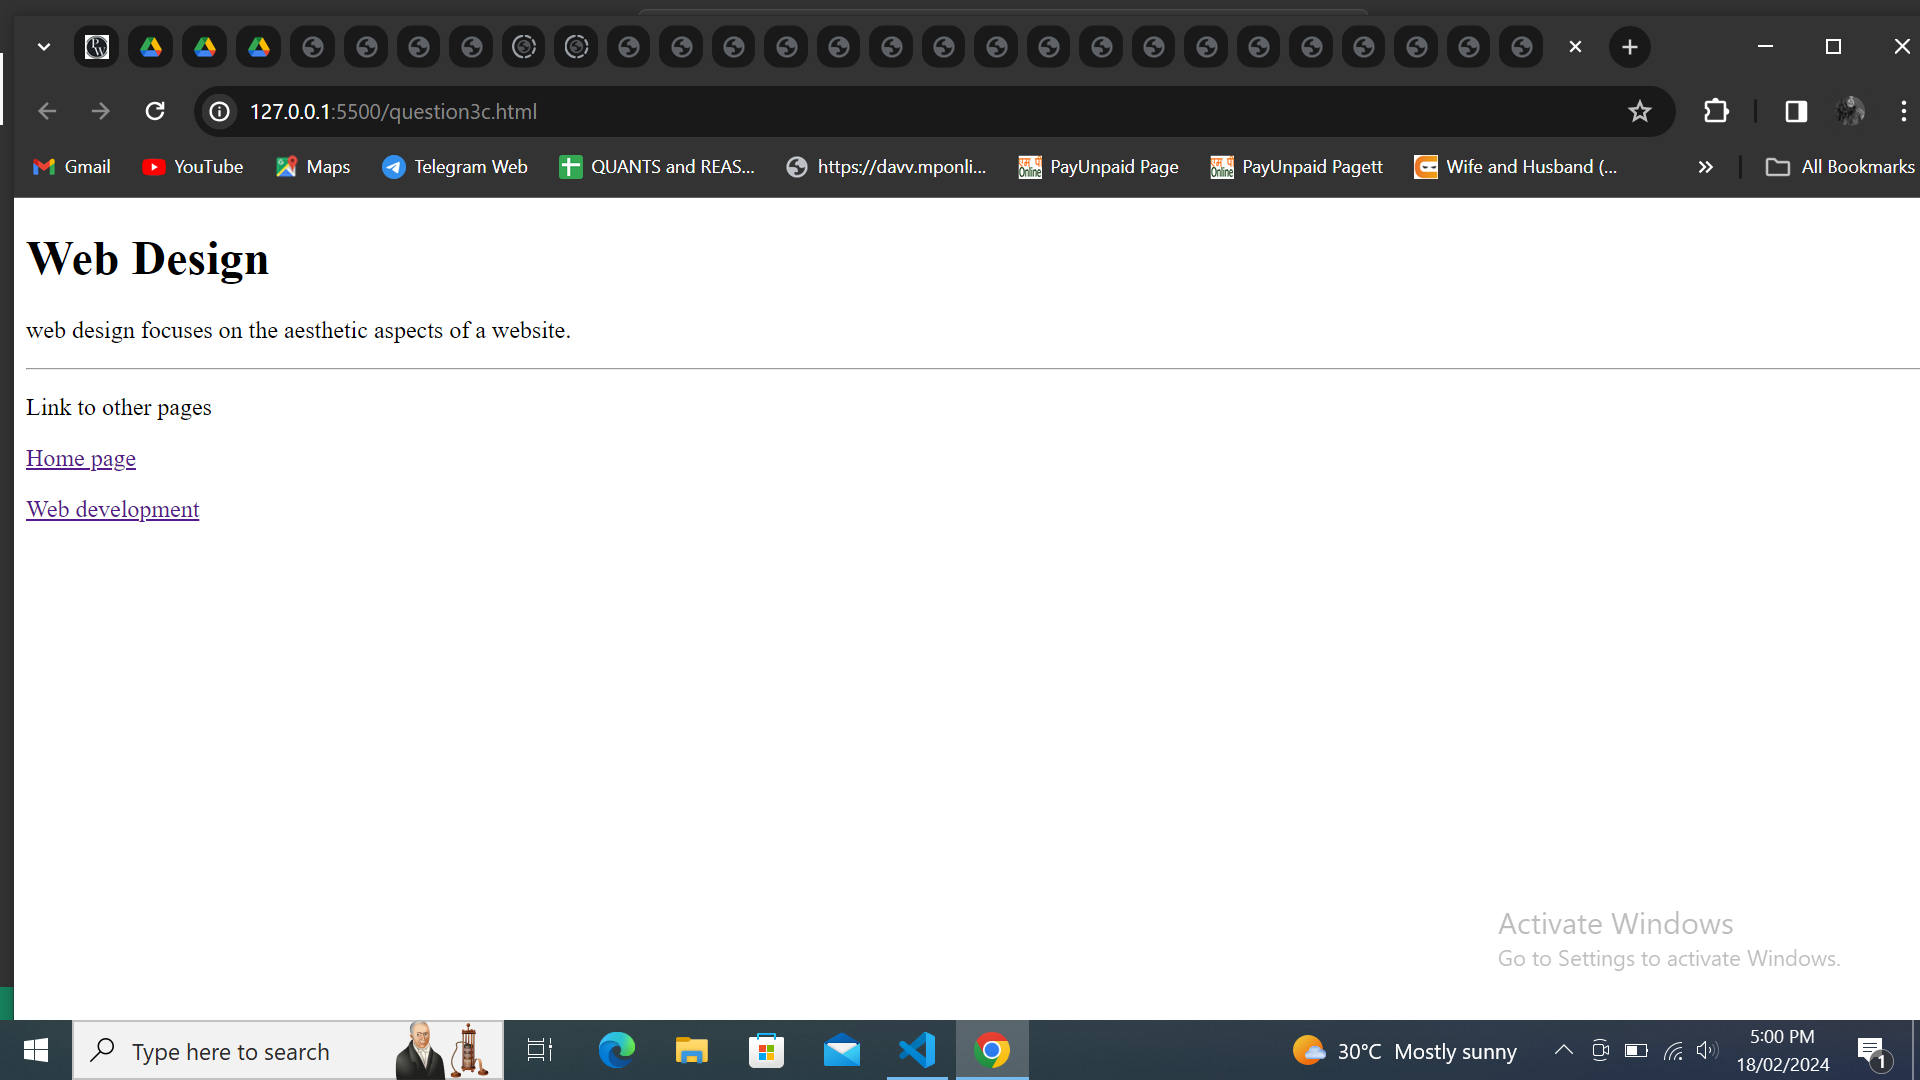 127.0.0.1:5500/question3c.html
Gmail
YouTube
Maps
Telegram Web
QUANTS and REAS...
https://davv.mponli...
PayUnpaid Page
PayUnpaid Pagett
Wife and Husband (...
All Bookmarks
Web Design
web design focuses on the aesthetic aspects of a website.
Link to other pages
Home page
Web development
Activate Windows
Go to Settings to activate Windows.
Type here to search
30°C Mostly sunny
5:00 PM
18/02/2024
1